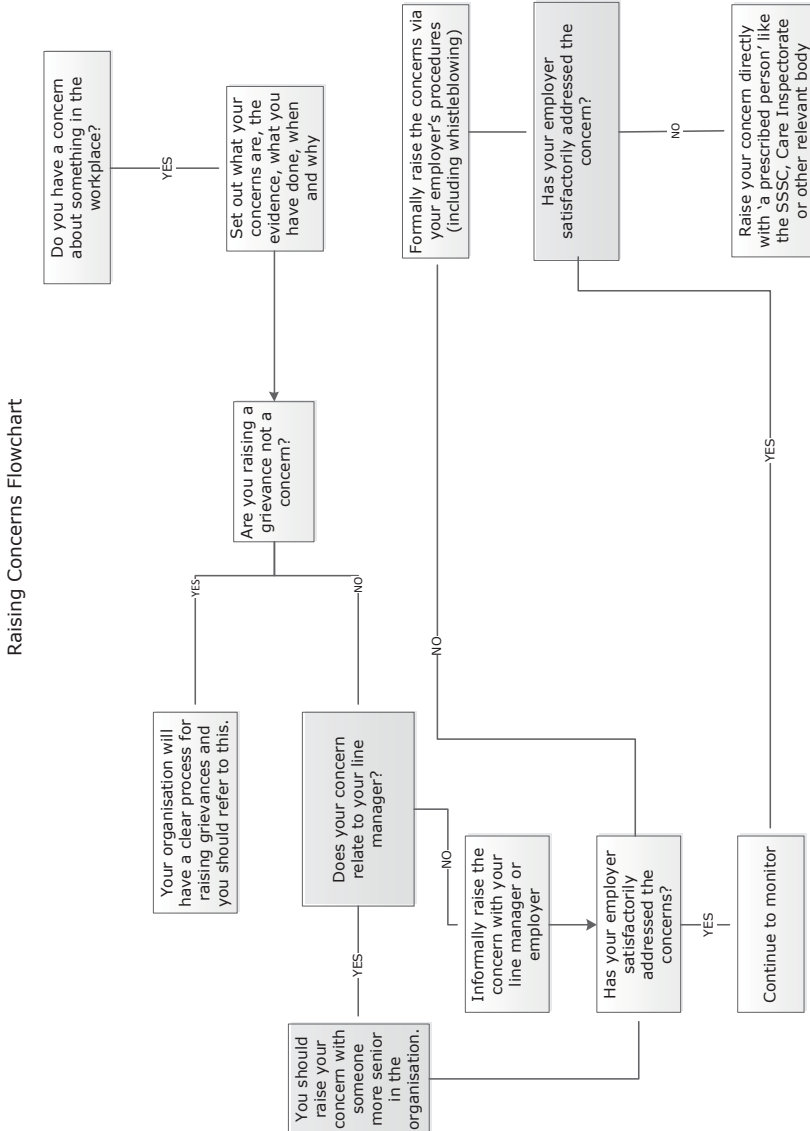 Raising Concerns Flowchart
Do you have a concern
about something in the
workplace?
YES
Set out what your
concerns are, the
evidence, what you
have done, when
and why
Are you raising a
grievance not a
concern?
YES
Your organisation will
have a clear process for
raising grievances and
you should refer to this.
NO
Does your concern
relate to your line
manager?
YES
You should
raise your
concern with
someone
more senior
in the
organisation.
NO
Informally raise the
concern with your
line manager or
employer
Has your employer
satisfactorily
addressed the
concerns?
YES
Continue to monitor
NO
Formally raise the concerns via
your employer's procedures
(including whistleblowing)
Has your employer
satisfactorily addressed the
concern?
YES
NO
Raise your concern directly
with ‘a prescribed person’ like
the SSSC, Care Inspectorate
or other relevant body